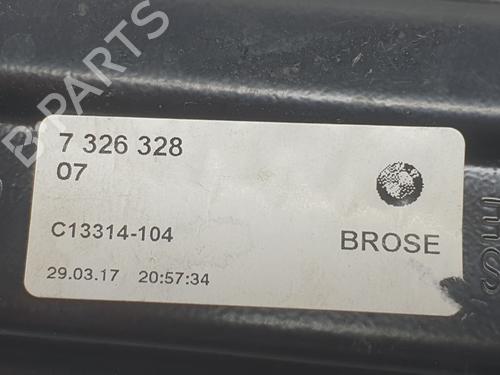 B-PARTS
7 326 328
07
C13314-104
BROSE
29.03.17 20:57:34